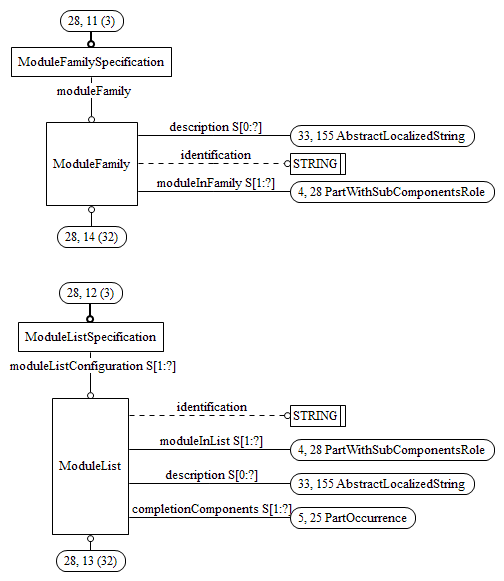 28, 11 (3)
ModuleFamilySpecification
moduleFamily
description S[0:?]
33, 155 AbstractLocalizedString
ModuleFamily
identification
STRING
moduleInFamily S[1:?]
4, 28 PartWithSubComponentsRole
28, 14 (32)
28, 12 (3)
ModuleListSpecification
moduleListConfiguration S[1:?]
identification
STRING
moduleInList S[1:?]
4, 28 PartWithSubComponentsRole
ModuleList
description S[0:?]
33, 155 AbstractLocalizedString
completionComponents S[1:?]
5, 25 PartOccurrence
28, 13 (32)